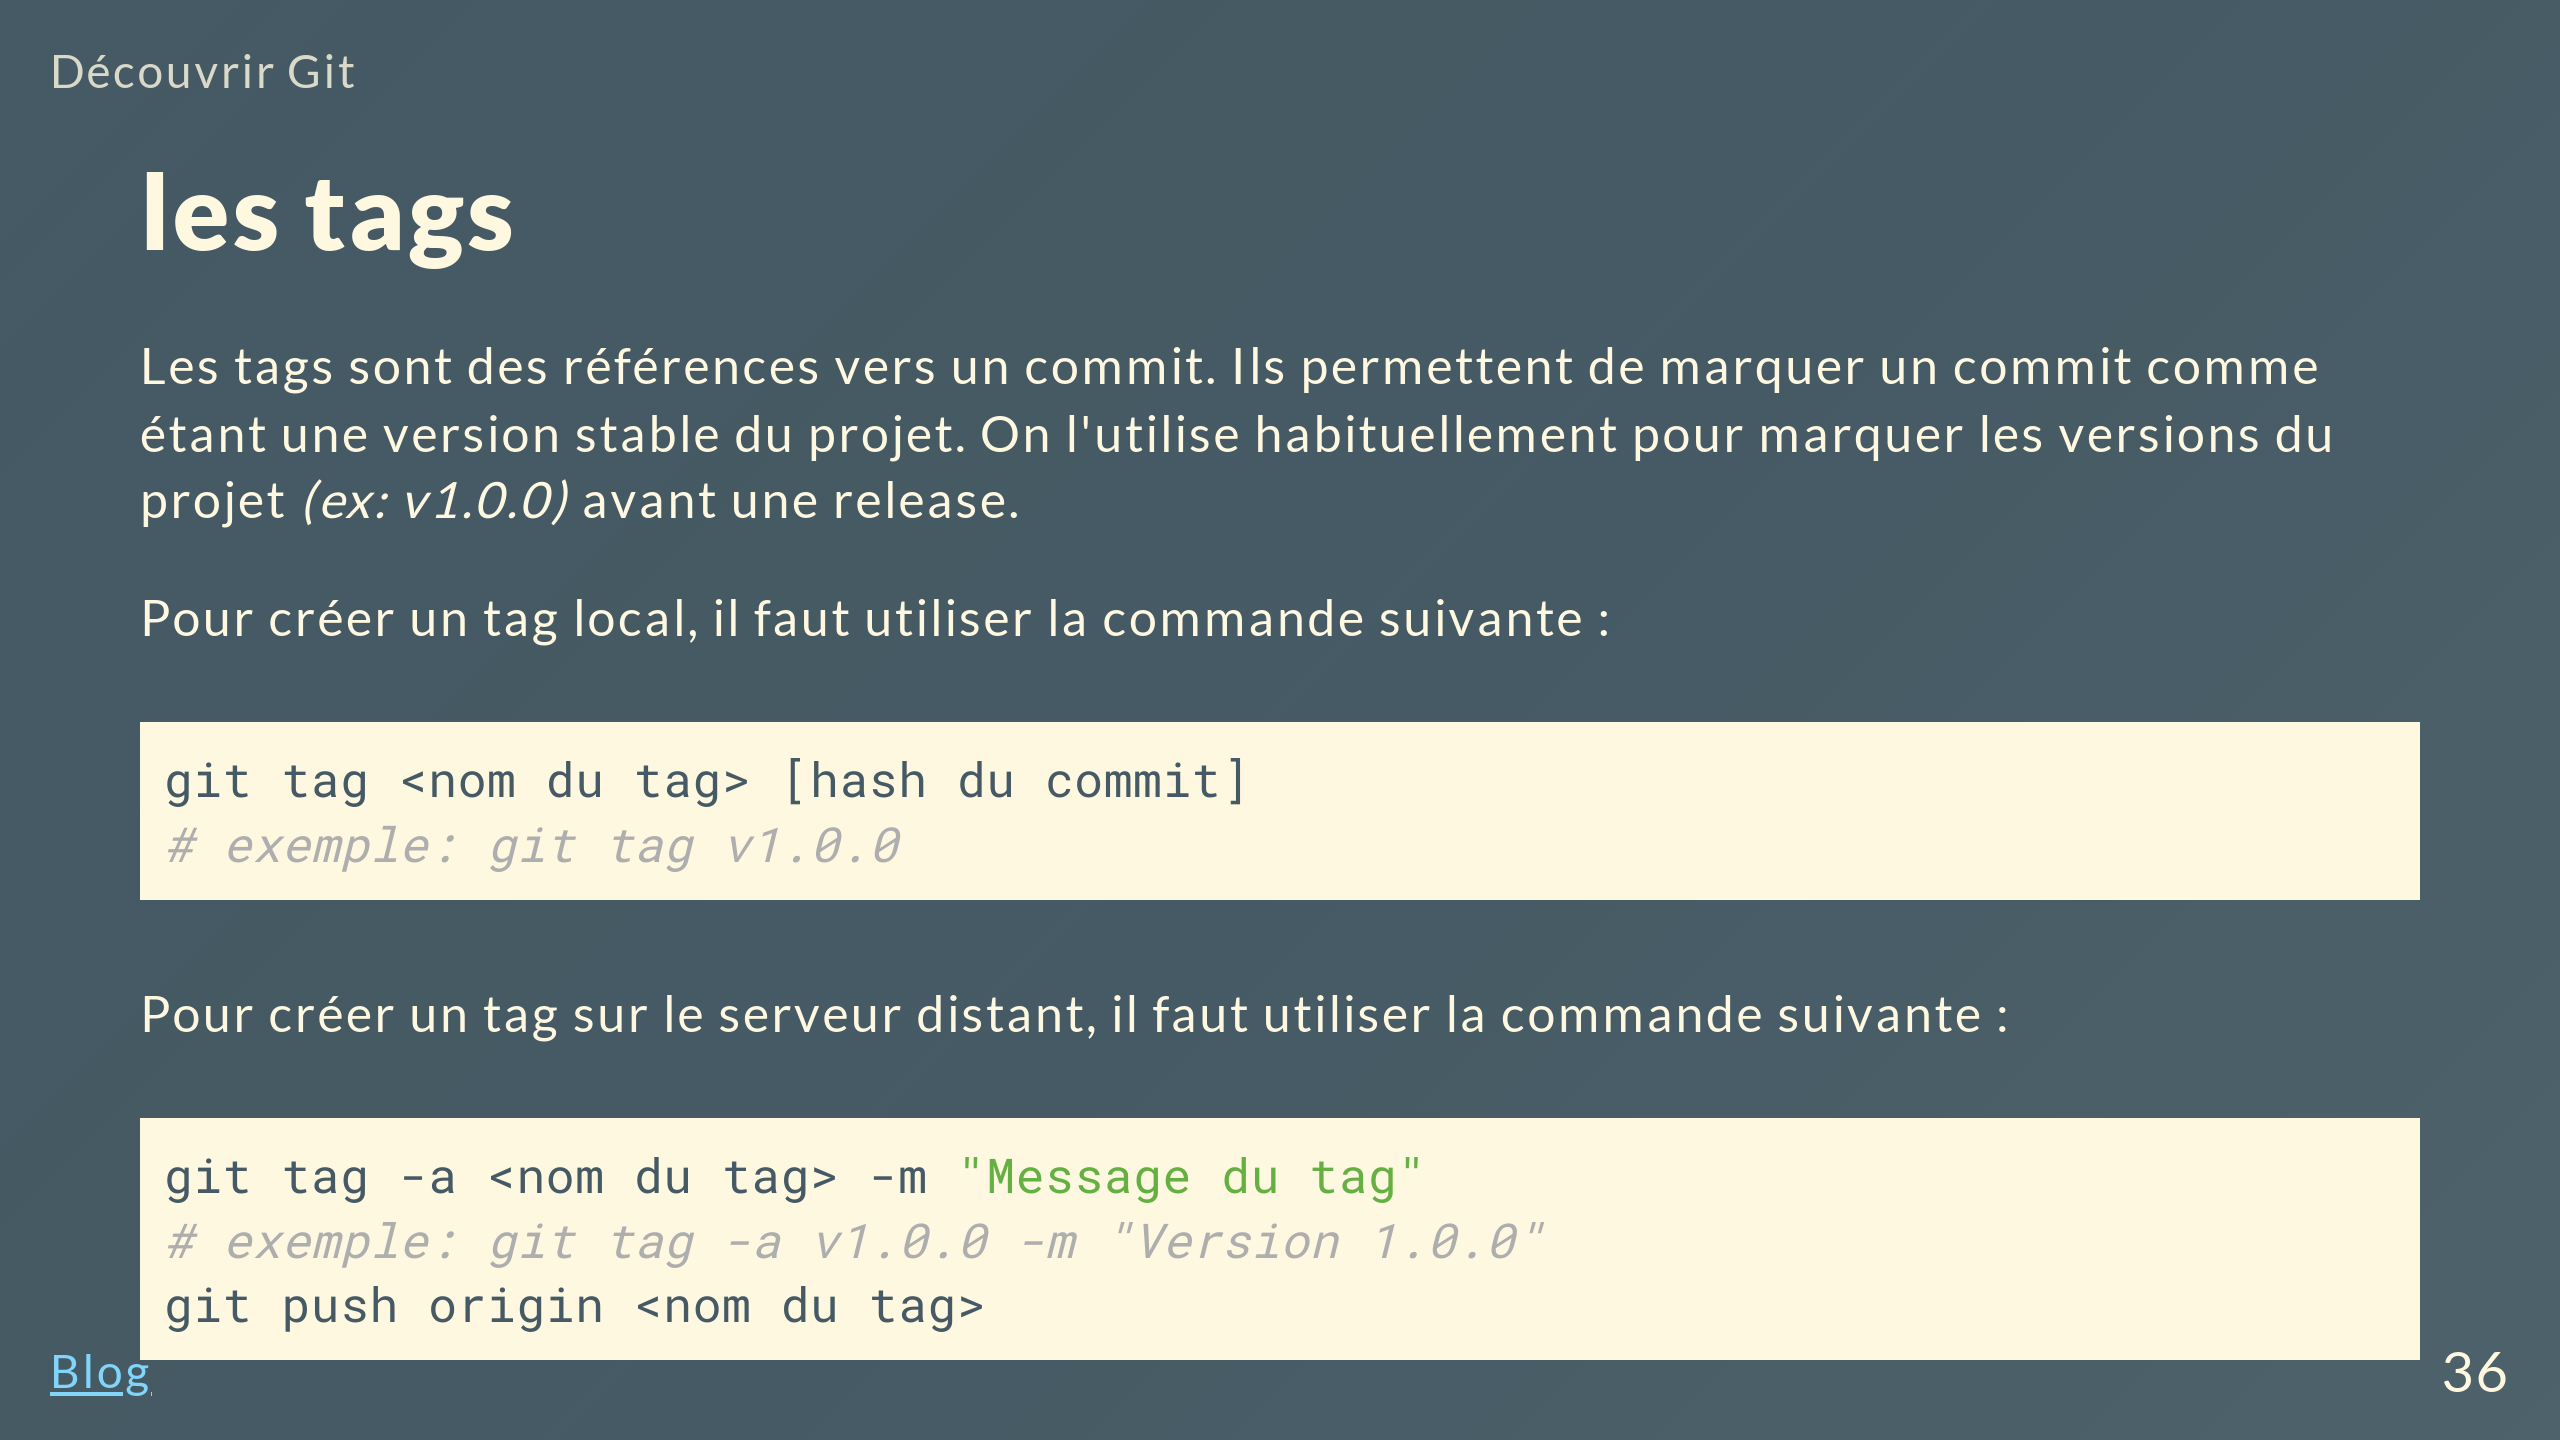 Découvrir Git
les tags
Les tags sont des références vers un commit. Ils permettent de marquer un commit comme
étant une version stable du projet. On l'utilise habituellement pour marquer les versions du
projet (ex: v1.0.0) avant une release.
Pour créer un tag local, il faut utiliser la commande suivante :
git tag <nom du tag> [hash du commit]
# exemple: git tag v1.0.0
Pour créer un tag sur le serveur distant, il faut utiliser la commande suivante :
git tag -a <nom du tag> -m "Message du tag"
# exemple: git tag -a v1.0.0 -m "Version 1.0.0"
git push origin <nom du tag>
Blog
36